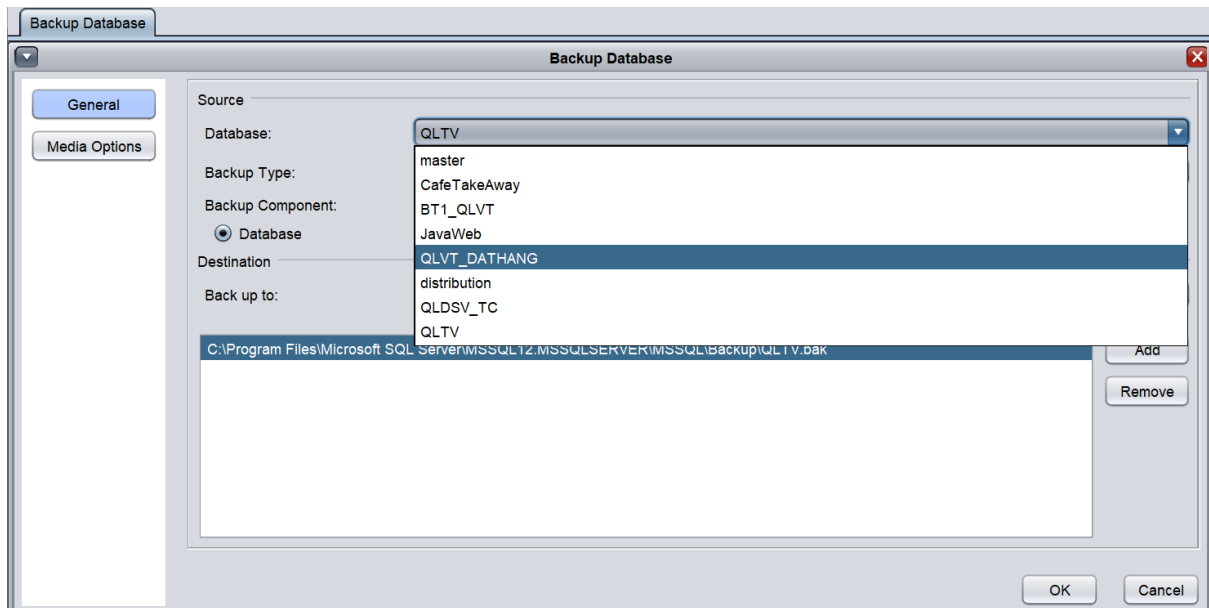 Backup Database
Backup Database
General
Media Options
Source
Database:
QLTV
master
CafeTakeAway
BT1_QLVT
JavaWeb
QLVT_DATHANG
distribution
QLDSV_TC
QLTV
Backup Type:
Backup Component:
Database
Destination
Back up to:
C:\Program Files\Microsoft SQL Server\MSSQL12.MSSQLSERVER\MSSQL\Backup\QLTV.bak
Add
Remove
OK
Cancel